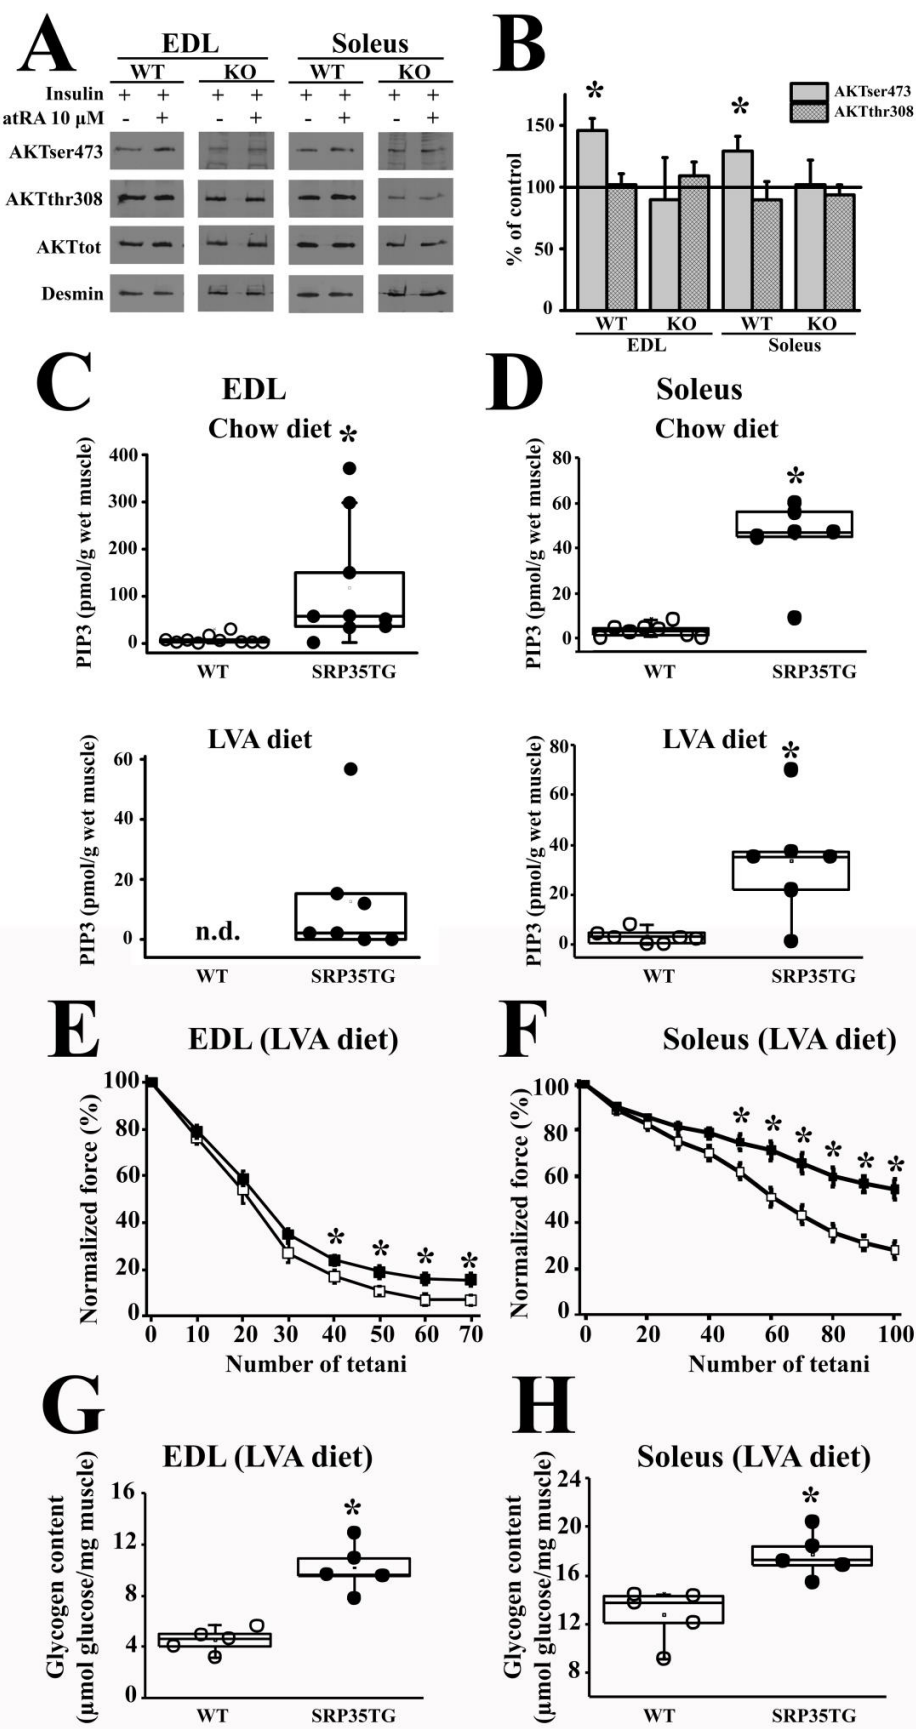 A
EDL Soleus
WT KO WT KO
Insulin + + + + + + + +
atRA 10 µM - + - + - + - +
AKTser473
AKTthr308
AKTtot
Desmin
B
AKTser473
AKTthr308
% of control
150
100
50
0
* *
WT KO WT KO
EDL Soleus
C
EDL
Chow diet *
PIP3 (pmol/g wet muscle)
400
300
200
100
0
WT SRP35TG
LVA diet
PIP3 (pmol/g wet muscle)
60
40
20
0
n.d.
WT SRP35TG
D
Soleus
Chow diet
*
PIP3 (pmol/g wet muscle)
80
60
40
20
0
WT SRP35TG
LVA diet *
PIP3 (pmol/g wet muscle)
80
60
40
20
0
WT SRP35TG
E
EDL (LVA diet)
Normalized force (%)
100
80
60
40
20
0
* * * *
0 10 20 30 40 50 60 70
Number of tetani
F
Soleus (LVA diet)
Normalized force (%)
100
80
60
40
20
0
* * * * * *
0 20 40 60 80 100
Number of tetani
G
EDL (LVA diet)
Glycogen content
(µmol glucose/mg muscle)
16
12
8
4
0
*
WT SRP35TG
H
Soleus (LVA diet)
Glycogen content
(µmol glucose/mg muscle)
24
20
16
12
8
*
WT SRP35TG